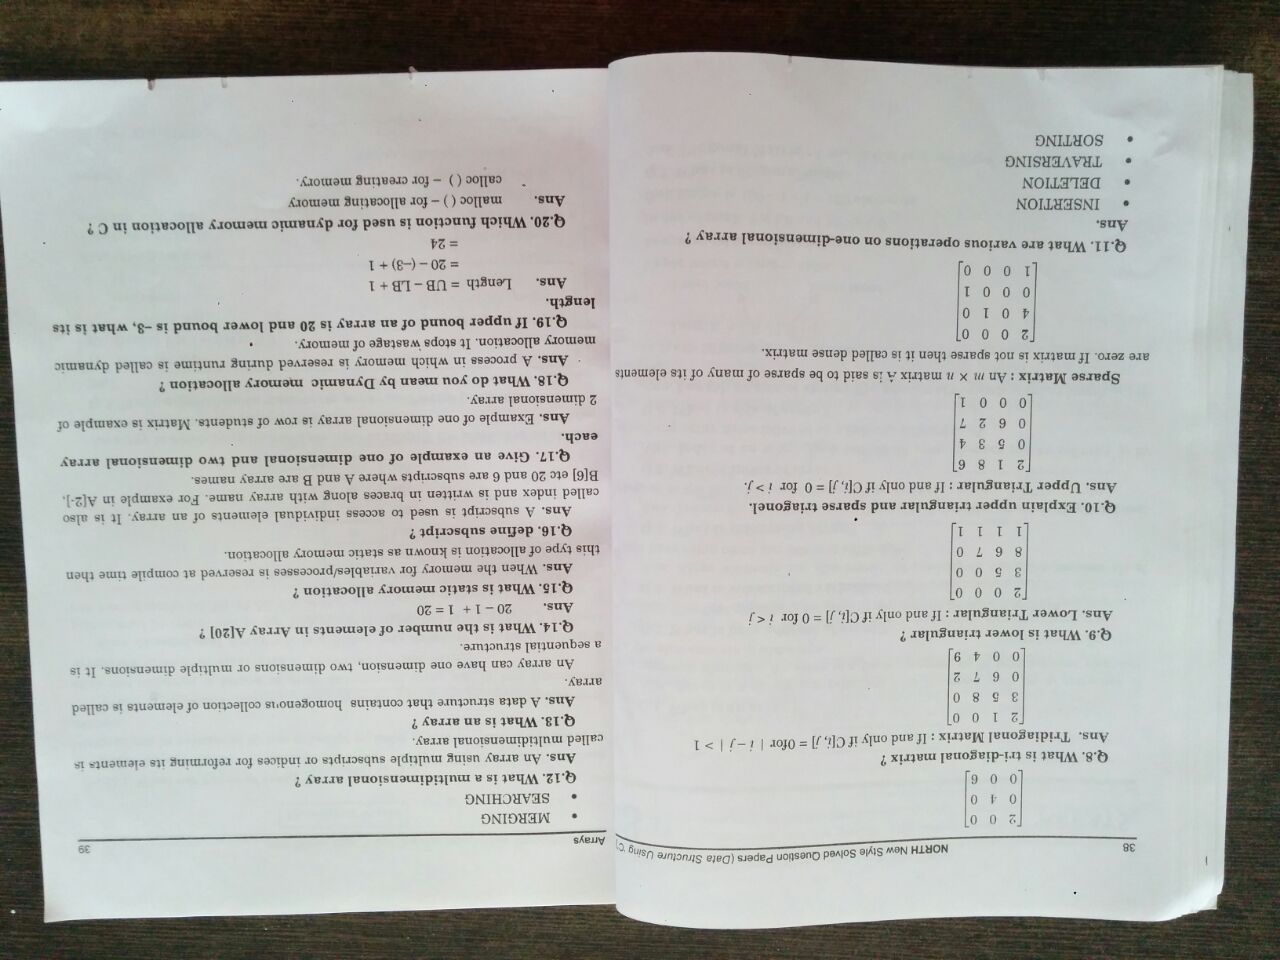 38
NORTH New Style Solved Question Papers (Data Structure Using 'C')
2 0 0
0 4 0
0 0 6
Q.8. What is tri-diagonal matrix ?
Ans. Tridiagonal Matrix : If and only if C[i, j] = 0for | i – j | > 1
2 1 0 0
3 5 8 0
0 6 7 2
0 0 4 9
Q.9. What is lower triangular ?
Ans. Lower Triangular : If and only if C[i, j] = 0 for i < j
2 0 0 0
3 5 0 0
8 6 7 0
1 1 1 1
Q.10. Explain upper triangular and sparse triagonel.
Ans. Upper Triangular : If and only if C[i, j] = 0 for i > j.
2 1 8 6
0 5 3 4
0 6 2 7
0 0 0 1
Sparse Matrix : An m × n matrix A is said to be sparse of many of its elements
are zero. If matrix is not sparse then it is called dense matrix.
2 0 0 0
4 0 1 0
0 0 0 1
1 0 0 0
Q.11. What are various operations on one-dimensional array ?
Ans.
• INSERTION
• DELETION
• TRAVERSING
• SORTING
Arrays
39
• MERGING
• SEARCHING
Q.12. What is a multidimensional array ?
Ans. An array using multiple subscripts or indices for reforming its elements is
called multidimensional array.
Q.13. What is an array ?
Ans. A data structure that contains homogenous collection of elements is called
array.
An array can have one dimension, two dimensions or multiple dimensions. It is
a sequential structure.
Q.14. What is the number of elements in Array A[20] ?
Ans. 20 – 1 + 1 = 20
Q.15. What is static memory allocation ?
Ans. When the memory for variables/processes is reserved at compile time then
this type of allocation is known as static memory allocation.
Q.16. define subscript ?
Ans. A subscript is used to access individual elements of an array. It is also
called index and is written in braces along with array name. For example in A[2-],
B[6] etc 20 and 6 are subscripts where A and B are array names.
Q.17. Give an example of one dimensional and two dimensional array
each.
Ans. Example of one dimensional array is row of students. Matrix is example of
2 dimensional array.
Q.18. What do you mean by Dynamic memory allocation ?
Ans. A process in which memory is reserved during runtime is called dynamic
memory allocation. It stops wastage of memory.
Q.19. If upper bound of an array is 20 and lower bound is –3, what is its
length.
Ans. Length = UB – LB + 1
= 20 – (–3) + 1
= 24
Q.20. Which function is used for dynamic memory allocation in C ?
Ans. malloc ( ) – for allocating memory
calloc ( ) – for creating memory.